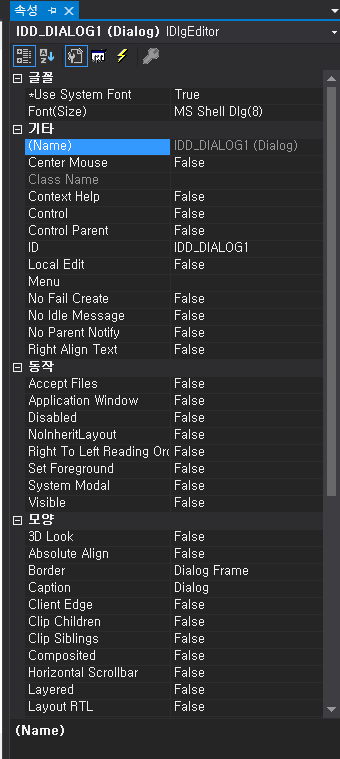 속성
IDD_DIALOG1 (Dialog) IDlgEditor
글꼴
*Use System Font True
Font(Size) MS Shell Dlg(8)
기타
(Name) IDD_DIALOG1 (Dialog)
Center Mouse False
Class Name
Context Help False
Control False
Control Parent False
ID IDD_DIALOG1
Local Edit False
Menu
No Fail Create False
No Idle Message False
No Parent Notify False
Right Align Text False
동작
Accept Files False
Application Window False
Disabled False
NoInheritLayout False
Right To Left Reading Orc False
Set Foreground False
System Modal False
Visible False
모양
3D Look False
Absolute Align False
Border Dialog Frame
Caption Dialog
Client Edge False
Clip Children False
Clip Siblings False
Composited False
Horizontal Scrollbar False
Layered False
Layout RTL False
(Name)